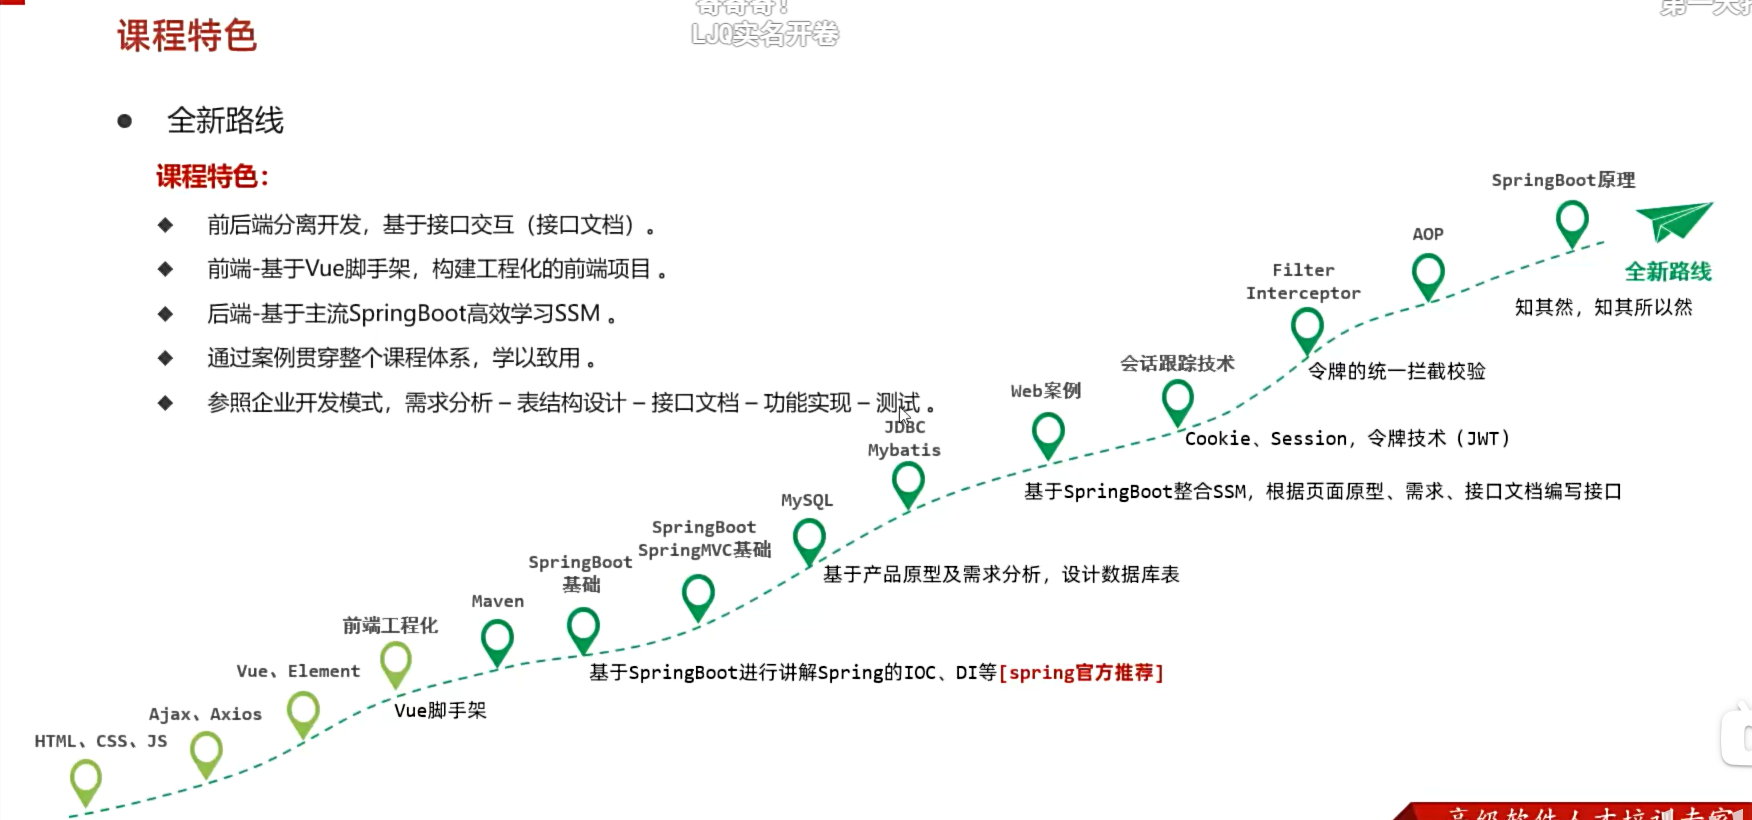 LJQ实名开卷
课程特色
全新路线
课程特色：
前后端分离开发，基于接口交互（接口文档）。
前端-基于Vue脚手架，构建工程化的前端项目 。
后端-基于主流SpringBoot高效学习SSM 。
通过案例贯穿整个课程体系，学以致用 。
参照企业开发模式，需求分析 – 表结构设计 – 接口文档 – 功能实现 – 测试 。
SpringBoot原理
全新路线
知其然，知其所以然
AOP
Filter
Interceptor
令牌的统一拦截校验
会话跟踪技术
Cookie、Session，令牌技术（JWT）
Web案例
基于SpringBoot整合SSM，根据页面原型、需求、接口文档编写接口
JDBC
Mybatis
MySQL
基于产品原型及需求分析，设计数据库表
SpringBoot
SpringMVC基础
SpringBoot
基础
基于SpringBoot进行讲解Spring的IOC、DI等[spring官方推荐]
Maven
前端工程化
Vue脚手架
Vue、Element
Ajax、Axios
HTML、CSS、JS
高级软件人才培训专家